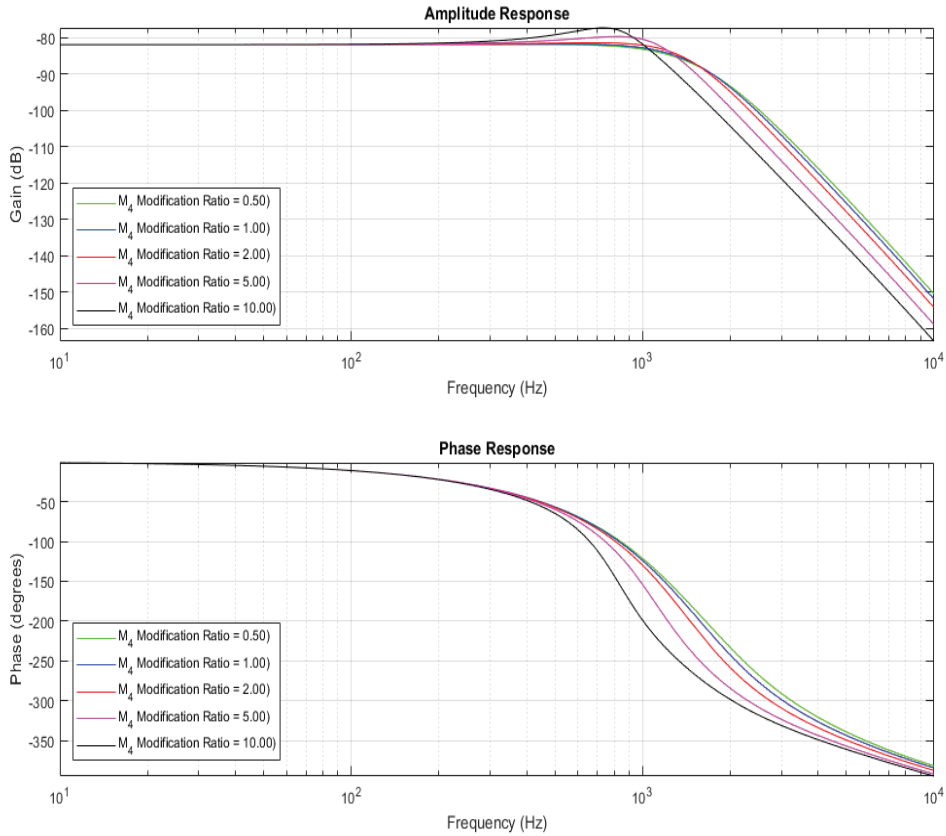 Amplitude Response
Gain (dB)
-80
-90
-100
-110
-120
-130
-140
-150
-160
M4 Modification Ratio = 0.50)
M4 Modification Ratio = 1.00)
M4 Modification Ratio = 2.00)
M4 Modification Ratio = 5.00)
M4 Modification Ratio = 10.00)
10^1 10^2 10^3 10^4
Frequency (Hz)
Phase Response
Phase (degrees)
-50
-100
-150
-200
-250
-300
-350
M4 Modification Ratio = 0.50)
M4 Modification Ratio = 1.00)
M4 Modification Ratio = 2.00)
M4 Modification Ratio = 5.00)
M4 Modification Ratio = 10.00)
10^1 10^2 10^3 10^4
Frequency (Hz)